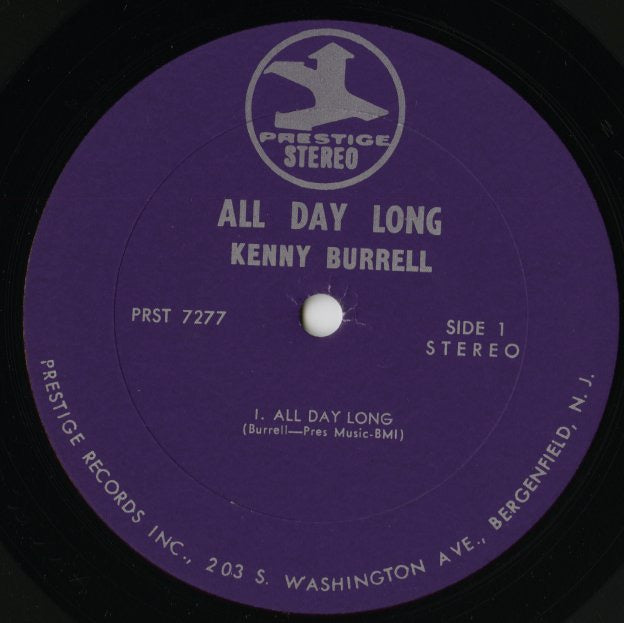 PRESTIGE
STEREO
ALL DAY LONG
KENNY BURRELL
PRST 7277
SIDE 1
STEREO
1. ALL DAY LONG
(Burrell—Pres Music-BMI)
PRESTIGE RECORDS INC., 203 S. WASHINGTON AVE., BERGENFIELD, N. J.